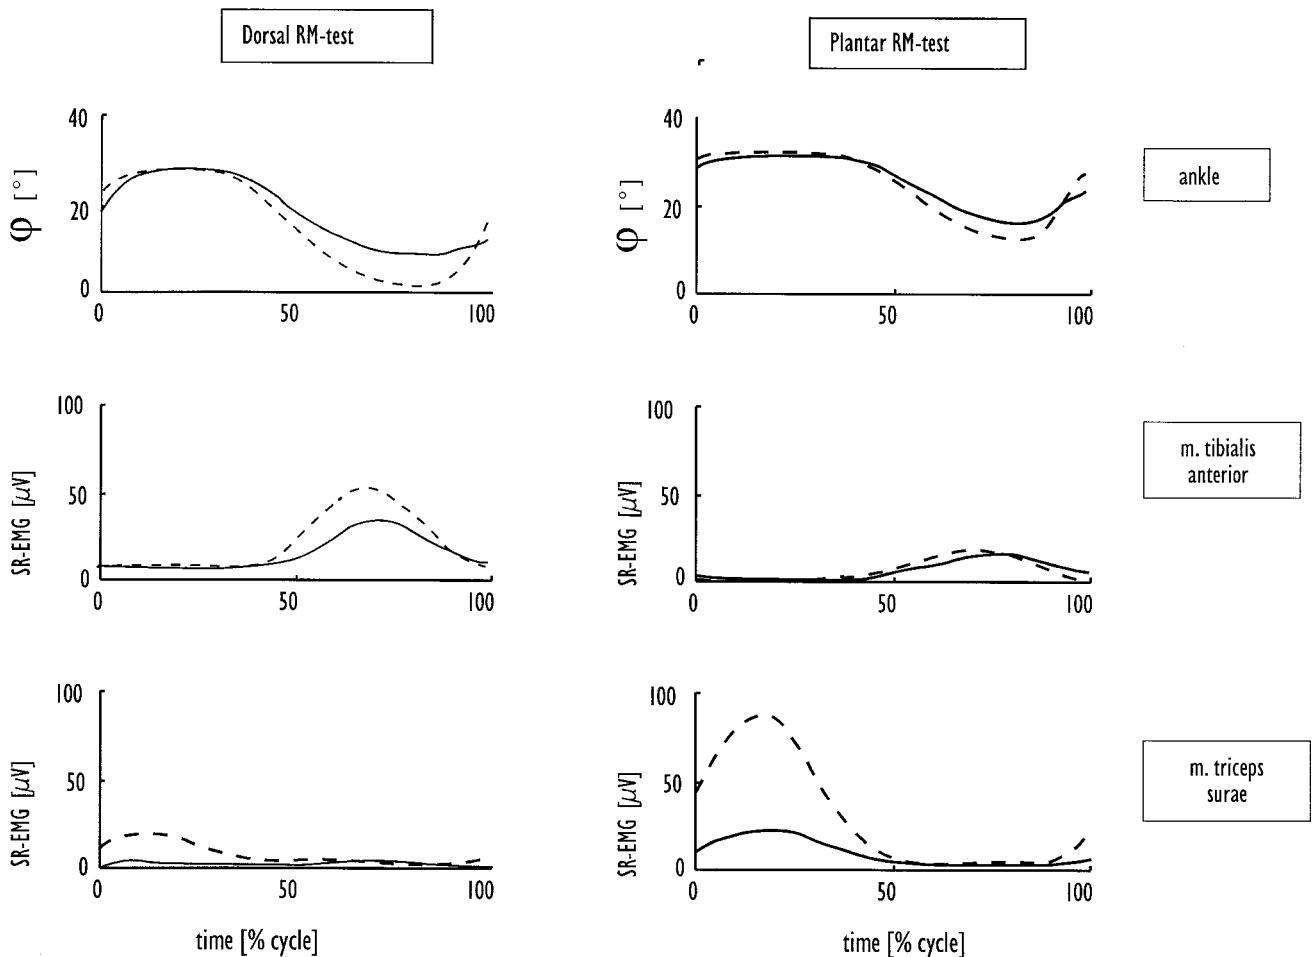 Dorsal RM-test
Plantar RM-test
40
20
0
φ [°]
0 50 100
40
20
0
φ [°]
0 50 100
ankle
100
50
0
SR-EMG [μV]
0 50 100
100
50
0
SR-EMG [μV]
0 50 100
m. tibialis
anterior
100
50
0
SR-EMG [μV]
0 50 100
time [% cycle]
100
50
0
SR-EMG [μV]
0 50 100
time [% cycle]
m. triceps
surae